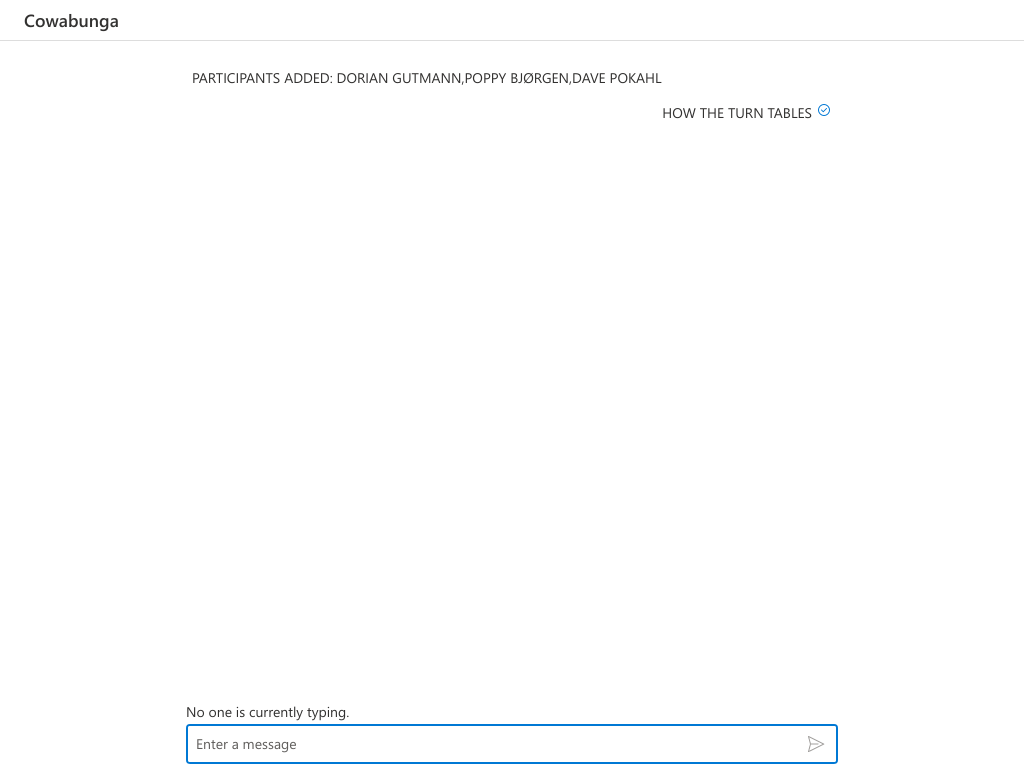 Cowabunga
PARTICIPANTS ADDED: DORIAN GUTMANN,POPPY BJØRGEN,DAVE POKAHL
HOW THE TURN TABLES
No one is currently typing.
Enter a message